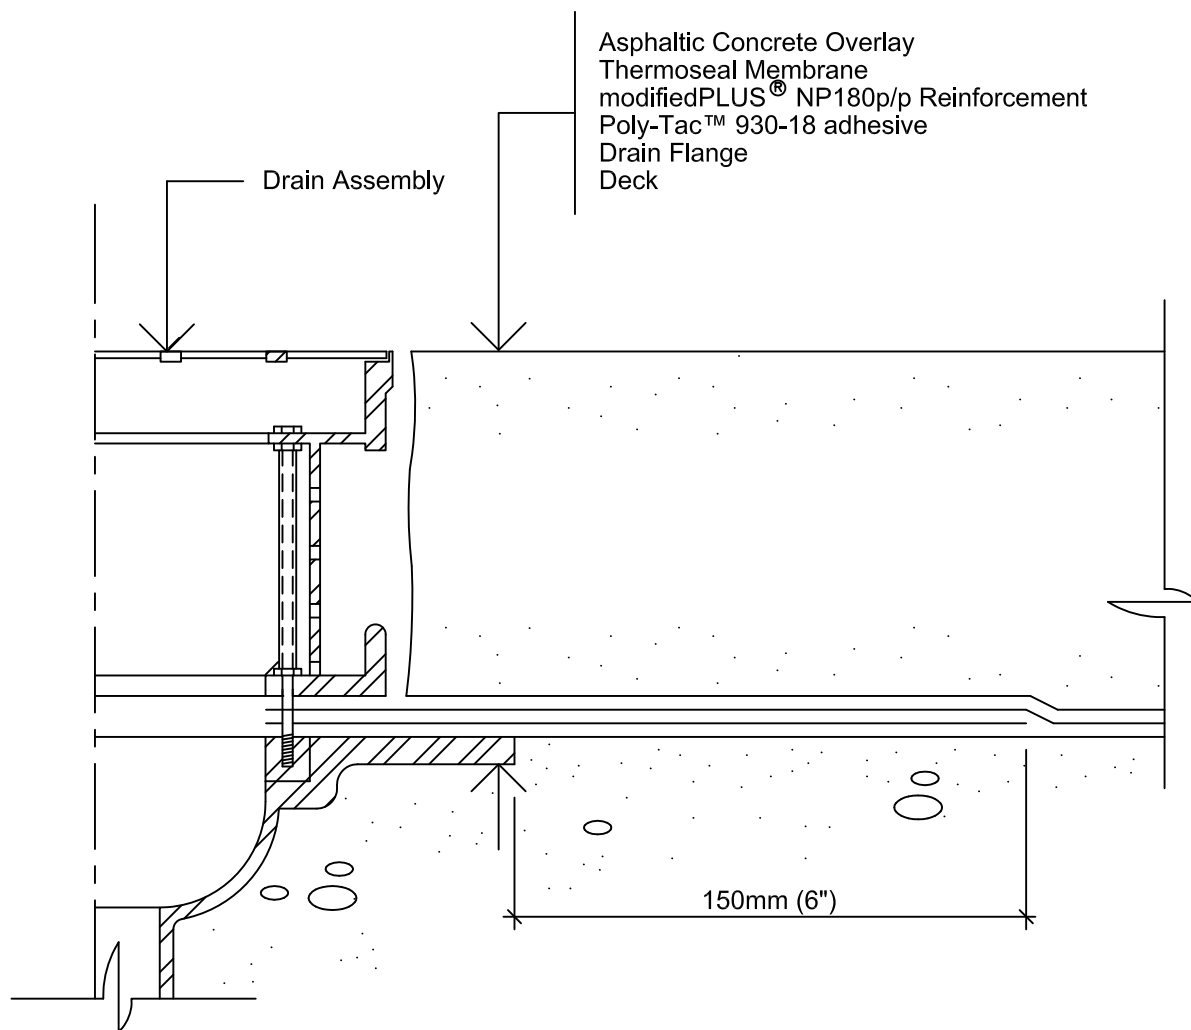 Asphaltic Concrete Overlay
Thermoseal Membrane
modifiedPLUS® NP180p/p Reinforcement
Poly-Tac™ 930-18 adhesive
Drain Flange
Deck
Drain Assembly
150mm (6")